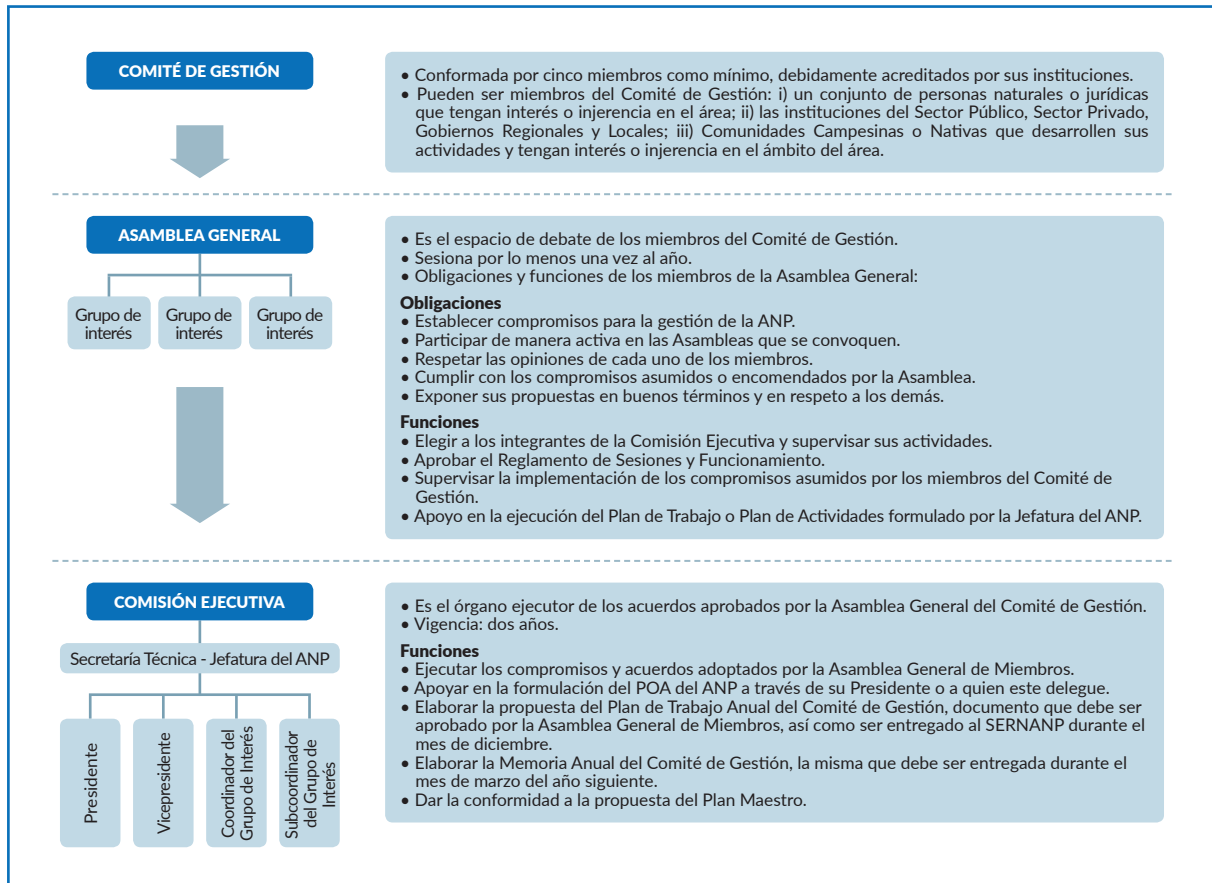 COMITÉ DE GESTIÓN
• Conformada por cinco miembros como mínimo, debidamente acreditados por sus instituciones.
• Pueden ser miembros del Comité de Gestión: i) un conjunto de personas naturales o jurídicas
que tengan interés o injerencia en el área; ii) las instituciones del Sector Público, Sector Privado,
Gobiernos Regionales y Locales; iii) Comunidades Campesinas o Nativas que desarrollen sus
actividades y tengan interés o injerencia en el ámbito del área.
ASAMBLEA GENERAL
Grupo de
interés
Grupo de
interés
Grupo de
interés
• Es el espacio de debate de los miembros del Comité de Gestión.
• Sesiona por lo menos una vez al año.
• Obligaciones y funciones de los miembros de la Asamblea General:
Obligaciones
• Establecer compromisos para la gestión de la ANP.
• Participar de manera activa en las Asambleas que se convoquen.
• Respetar las opiniones de cada uno de los miembros.
• Cumplir con los compromisos asumidos o encomendados por la Asamblea.
• Exponer sus propuestas en buenos términos y en respeto a los demás.
Funciones
• Elegir a los integrantes de la Comisión Ejecutiva y supervisar sus actividades.
• Aprobar el Reglamento de Sesiones y Funcionamiento.
• Supervisar la implementación de los compromisos asumidos por los miembros del Comité de
Gestión.
• Apoyo en la ejecución del Plan de Trabajo o Plan de Actividades formulado por la Jefatura del ANP.
COMISIÓN EJECUTIVA
Secretaría Técnica - Jefatura del ANP
Presidente
Vicepresidente
Coordinador del
Grupo de Interés
Subcoordinador
del Grupo de
Interés
• Es el órgano ejecutor de los acuerdos aprobados por la Asamblea General del Comité de Gestión.
• Vigencia: dos años.
Funciones
• Ejecutar los compromisos y acuerdos adoptados por la Asamblea General de Miembros.
• Apoyar en la formulación del POA del ANP a través de su Presidente o a quien este delegue.
• Elaborar la propuesta del Plan de Trabajo Anual del Comité de Gestión, documento que debe ser
aprobado por la Asamblea General de Miembros, así como ser entregado al SERNANP durante el
mes de diciembre.
• Elaborar la Memoria Anual del Comité de Gestión, la misma que debe ser entregada durante el
mes de marzo del año siguiente.
• Dar la conformidad a la propuesta del Plan Maestro.